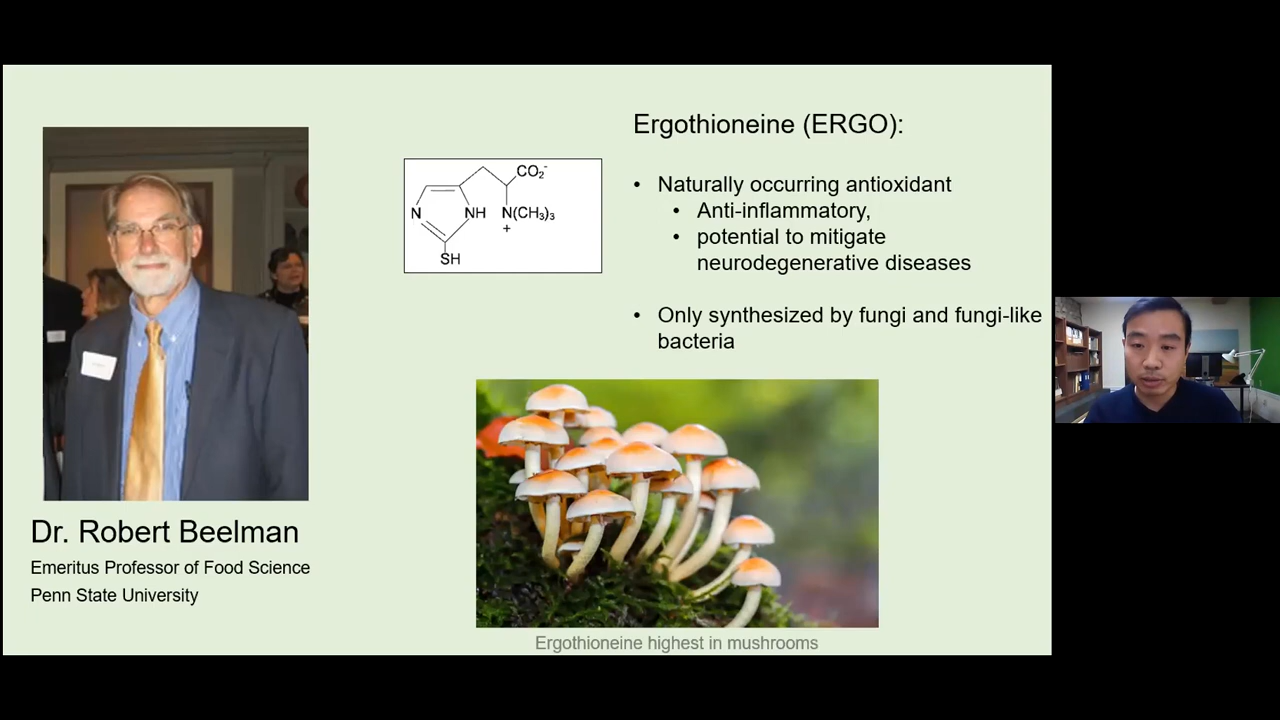 Ergothioneine (ERGO):
CO₂⁻
N
NH
N(CH₃)₃
+
SH
• Naturally occurring antioxidant
• Anti-inflammatory,
• potential to mitigate
neurodegenerative diseases
• Only synthesized by fungi and fungi-like
bacteria
Dr. Robert Beelman
Emeritus Professor of Food Science
Penn State University
Ergothioneine highest in mushrooms